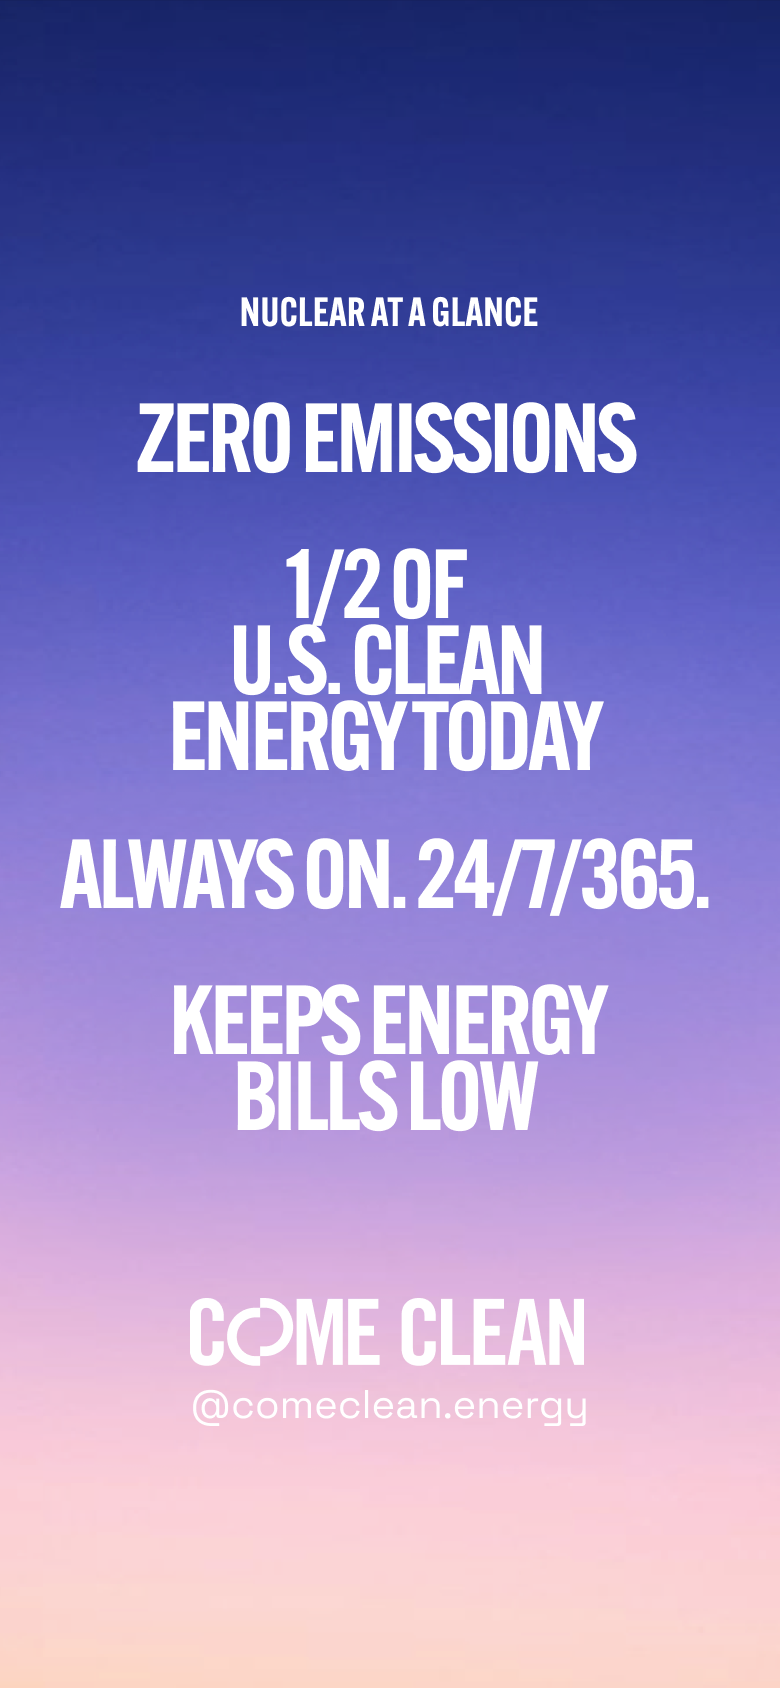 NUCLEAR AT A GLANCE
ZERO EMISSIONS
1/2 OF
U.S. CLEAN
ENERGY TODAY
ALWAYS ON. 24/7/365.
KEEPS ENERGY
BILLS LOW
COME CLEAN
@comeclean.energy